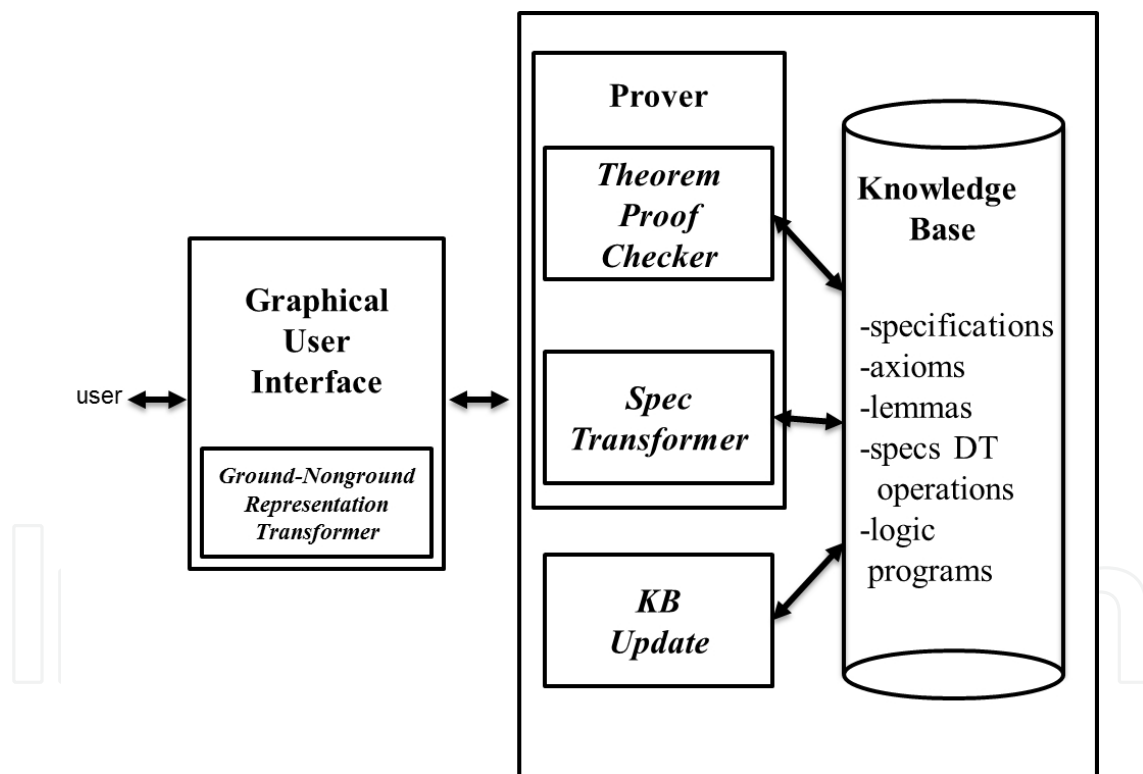 user
Graphical
User
Interface
Ground-Nonground
Representation
Transformer
Prover
Theorem
Proof
Checker
Spec
Transformer
KB
Update
Knowledge
Base
-specifications
-axioms
-lemmas
-specs DT
operations
-logic
programs